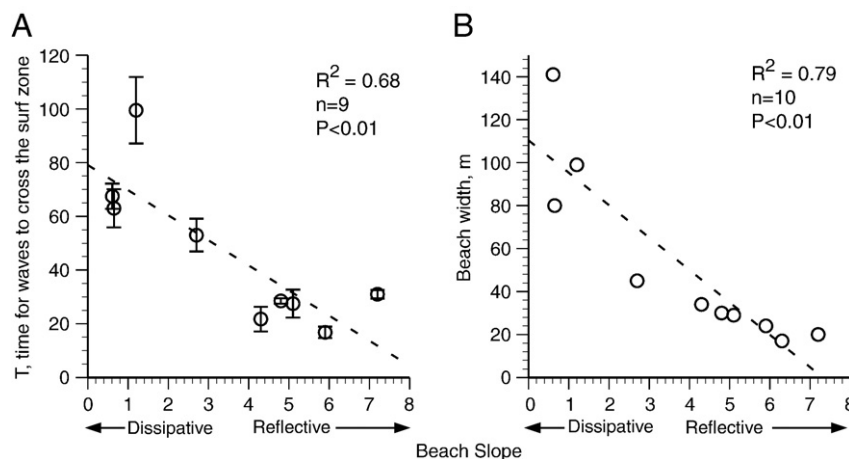 A
T, time for waves to cross the surf zone
120
100
80
60
40
20
0
R2 = 0.68
n=9
P<0.01
0 1 2 3 4 5 6 7 8
Dissipative Reflective
B
Beach width, m
140
120
100
80
60
40
20
0
R2 = 0.79
n=10
P<0.01
0 1 2 3 4 5 6 7 8
Dissipative Reflective
Beach Slope